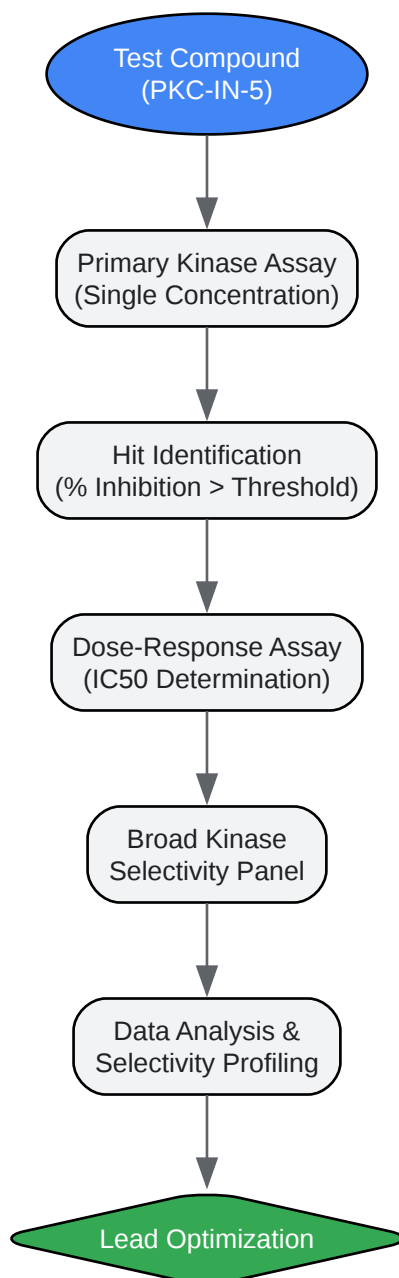 Test Compound
(PKC-IN-5)
Primary Kinase Assay
(Single Concentration)
Hit Identification
(% Inhibition > Threshold)
Dose-Response Assay
(IC50 Determination)
Broad Kinase
Selectivity Panel
Data Analysis &
Selectivity Profiling
Lead Optimization